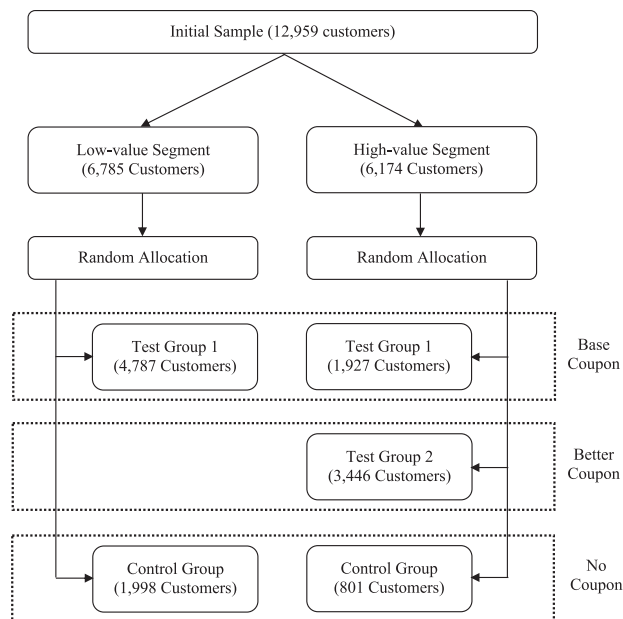 Initial Sample (12,959 customers)
Low-value Segment
(6,785 Customers)
High-value Segment
(6,174 Customers)
Random Allocation
Random Allocation
Test Group 1
(4,787 Customers)
Test Group 1
(1,927 Customers)
Base
Coupon
Test Group 2
(3,446 Customers)
Better
Coupon
Control Group
(1,998 Customers)
Control Group
(801 Customers)
No
Coupon